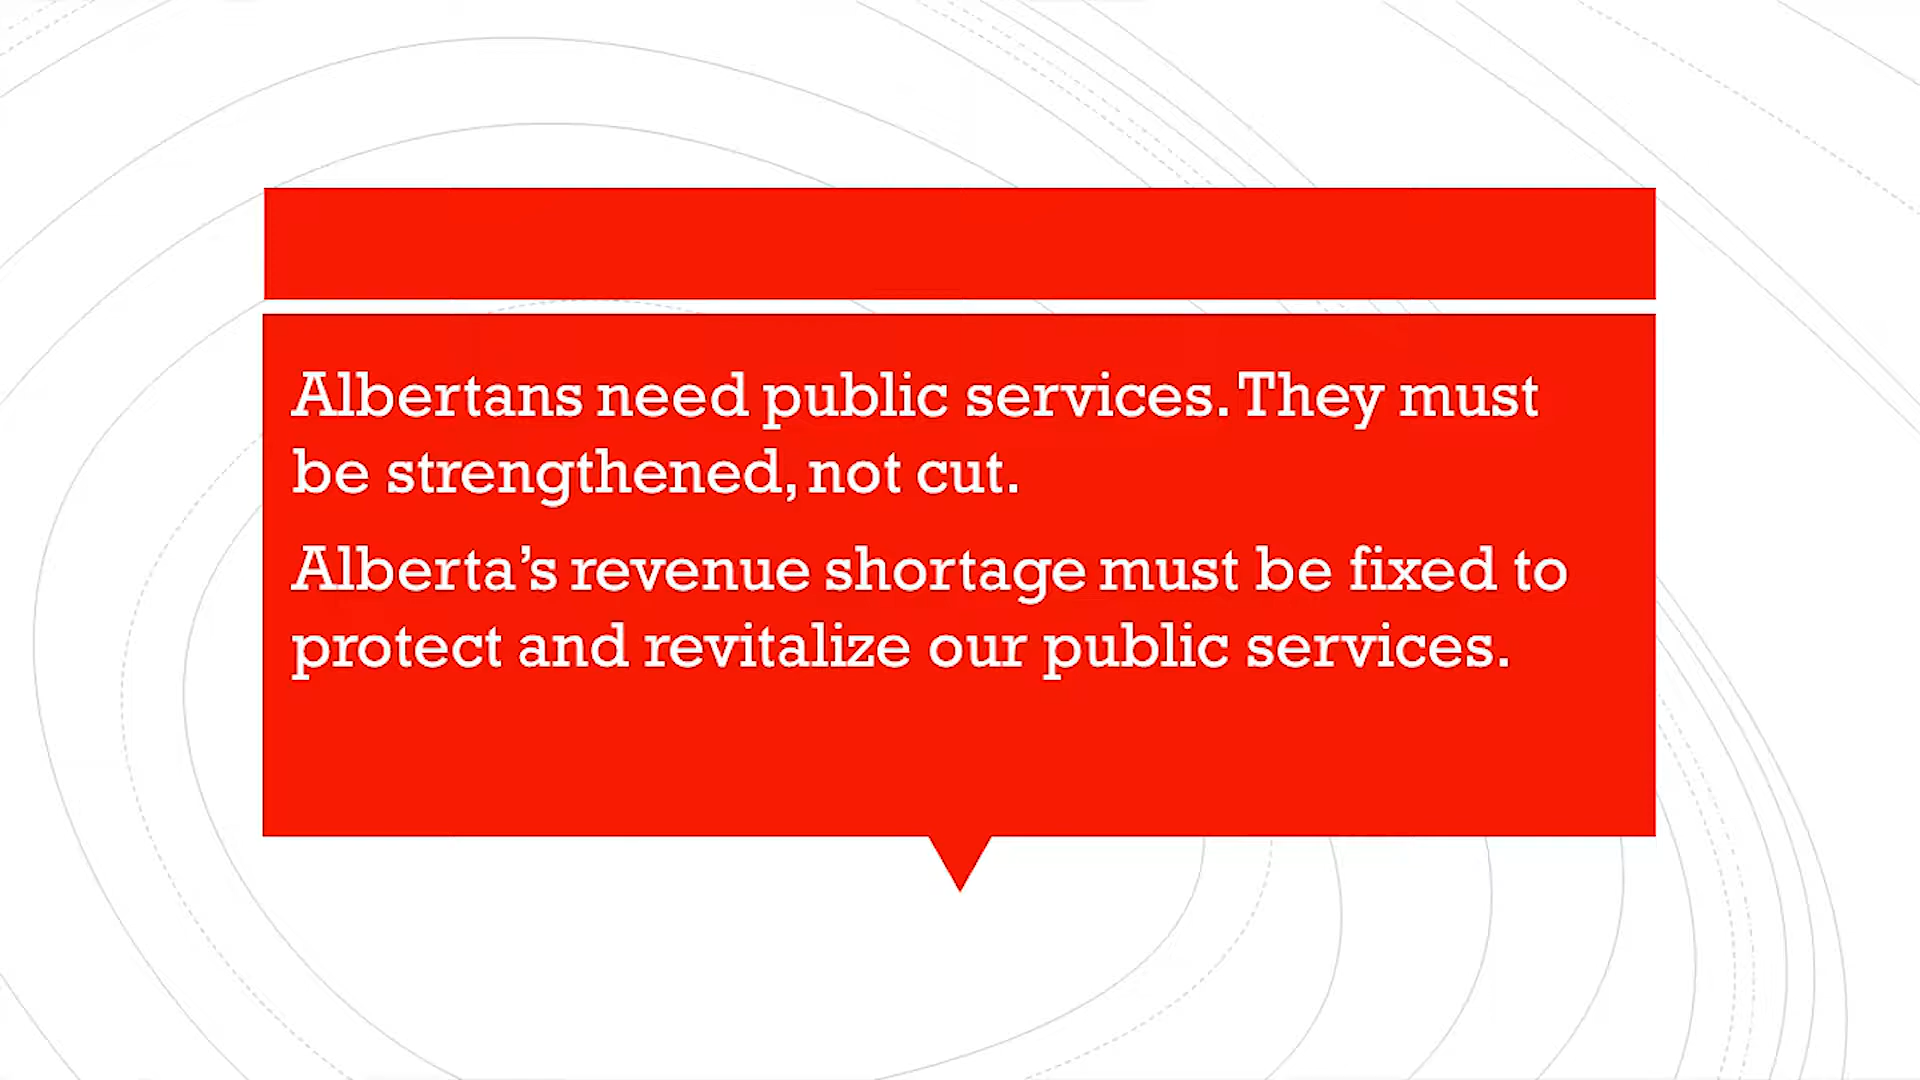 Albertans need public services. They must
be strengthened, not cut.
Alberta’s revenue shortage must be fixed to
protect and revitalize our public services.